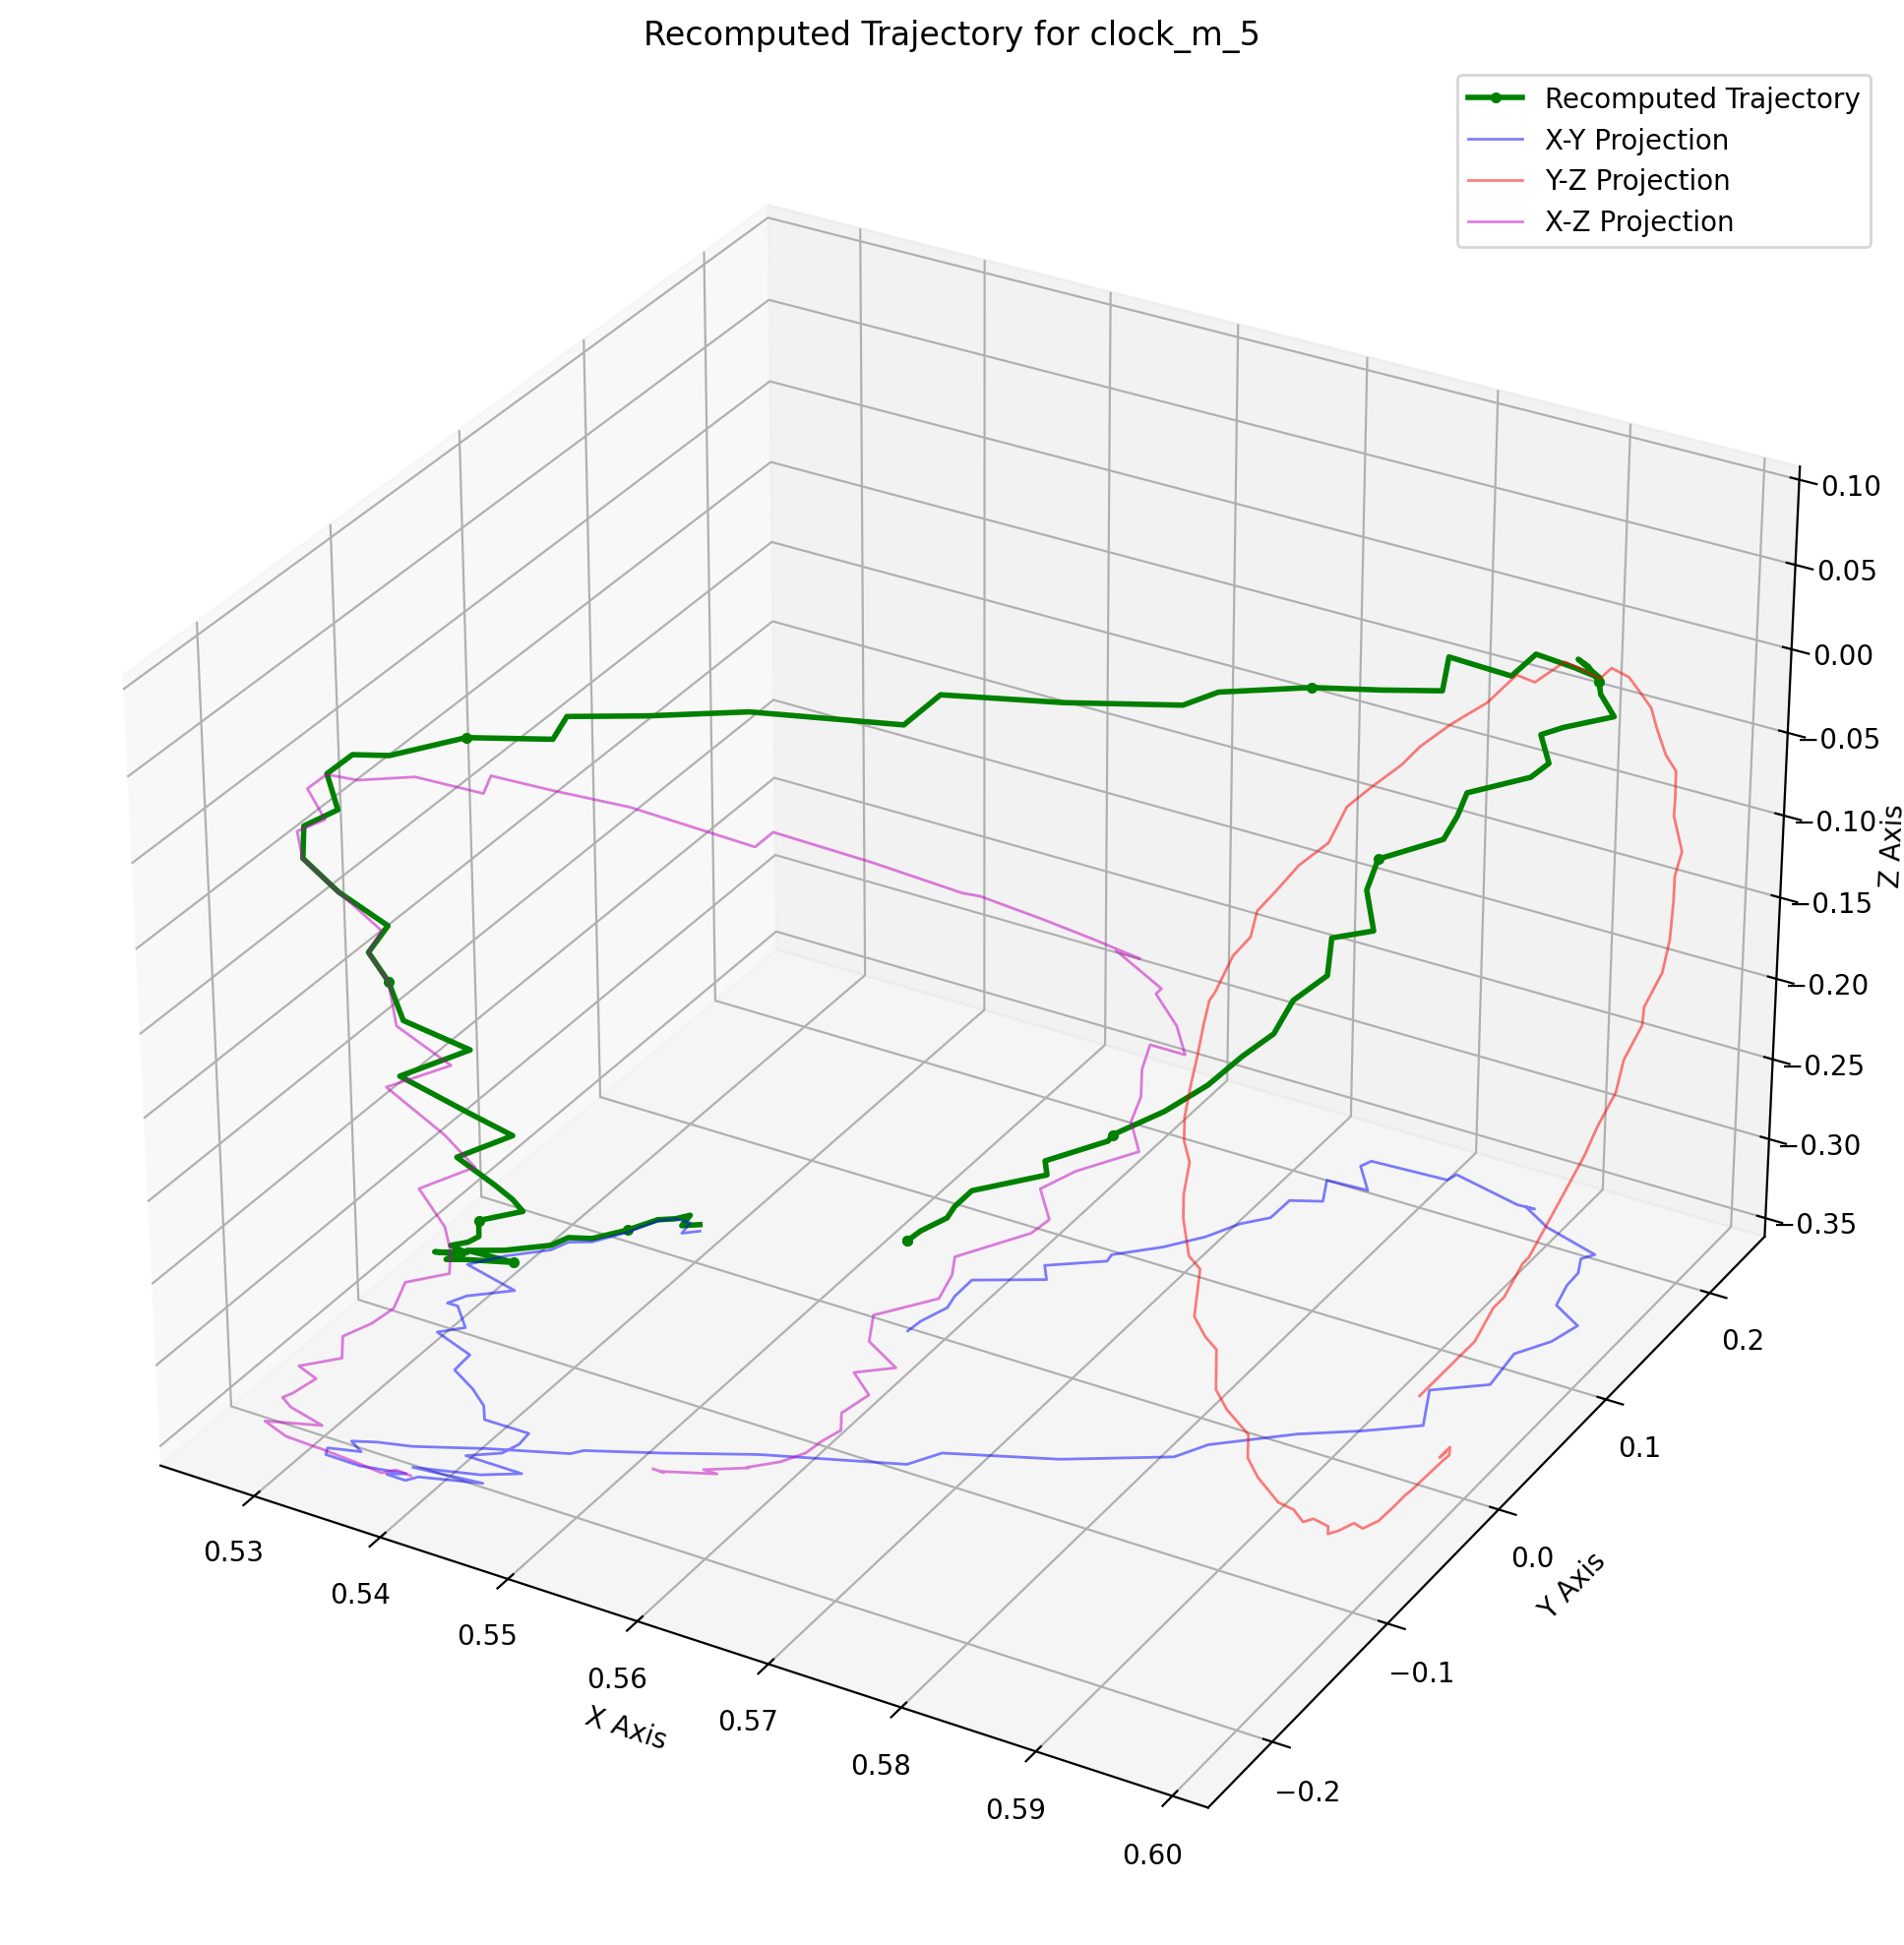 Recomputed Trajectory for clock_m_5
Recomputed Trajectory
X-Y Projection
Y-Z Projection
X-Z Projection
0.10
0.05
0.00
−0.05
−0.10
−0.15
−0.20
−0.25
−0.30
−0.35
Z Axis
0.2
0.1
0.0
−0.1
−0.2
Y Axis
0.53
0.54
0.55
0.56
0.57
0.58
0.59
0.60
X Axis